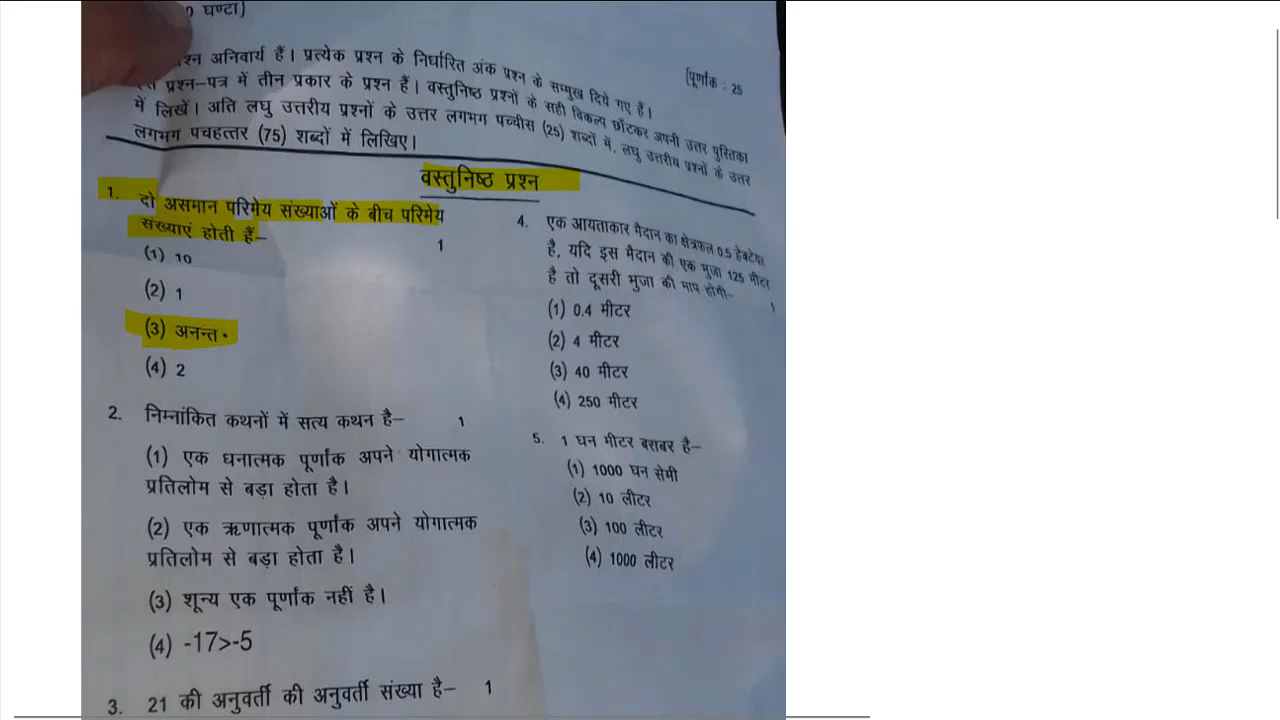 0 घण्टा)
[पूर्णांक : 25
प्रश्न अनिवार्य हैं। प्रत्येक प्रश्न के निर्धारित अंक प्रश्न के सम्मुख दिये गए हैं।
प्रश्न-पत्र में तीन प्रकार के प्रश्न हैं। वस्तुनिष्ठ प्रश्नों के सही विकल्प छाँटकर अपनी उत्तर पुस्तिका
में लिखें। अति लघु उत्तरीय प्रश्नों के उत्तर लगभग पच्चीस (25) शब्दों में, लघु उत्तरीय प्रश्नों के उत्तर
लगभग पचहत्तर (75) शब्दों में लिखिए।
वस्तुनिष्ठ प्रश्न
1. दो असमान परिमेय संख्याओं के बीच परिमेय
संख्याएं होती हैं– 1
(1) 10
(2) 1
(3) अनन्त
(4) 2
2. निम्नांकित कथनों में सत्य कथन है– 1
(1) एक धनात्मक पूर्णांक अपने योगात्मक
प्रतिलोम से बड़ा होता है।
(2) एक ऋणात्मक पूर्णांक अपने योगात्मक
प्रतिलोम से बड़ा होता है।
(3) शून्य एक पूर्णांक नहीं है।
(4) -17>-5
3. 21 की अनुवर्ती की अनुवर्ती संख्या है– 1
4. एक आयताकार मैदान का क्षेत्रफल 0.5 हेक्टेयर
है, यदि इस मैदान की एक भुजा 125 मीटर
है तो दूसरी भुजा की माप होगी– 1
(1) 0.4 मीटर
(2) 4 मीटर
(3) 40 मीटर
(4) 250 मीटर
5. 1 घन मीटर बराबर है–
(1) 1000 घन सेमी
(2) 10 लीटर
(3) 100 लीटर
(4) 1000 लीटर